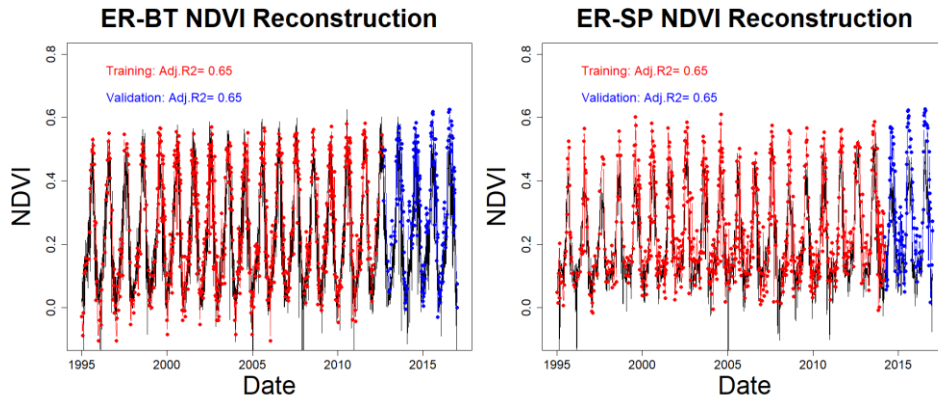 ER-BT NDVI Reconstruction
NDVI
0.8
0.6
0.4
0.2
0.0
Training: Adj.R2= 0.65
Validation: Adj.R2= 0.65
1995
2000
2005
2010
2015
Date
ER-SP NDVI Reconstruction
NDVI
0.8
0.6
0.4
0.2
0.0
Training: Adj.R2= 0.65
Validation: Adj.R2= 0.65
1995
2000
2005
2010
2015
Date